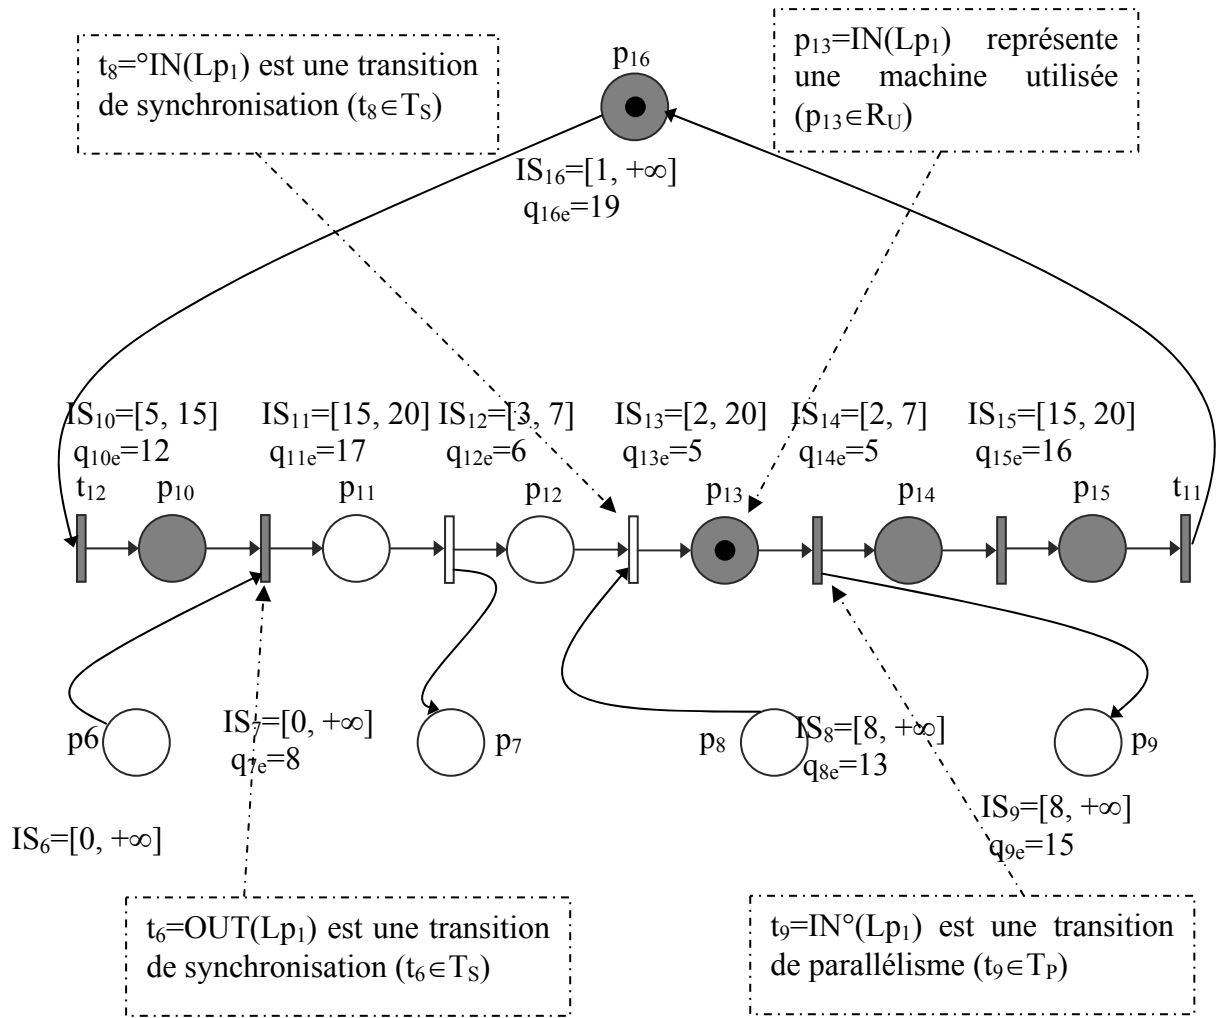 t₈=°IN(Lp₁) est une transition
de synchronisation (t₈∈T_S)
p₁₆
p₁₃=IN(Lp₁) représente
une machine utilisée
(p₁₃∈R_U)
IS₁₆=[1, +∞]
q₁₆ₑ=19
IS₁₀=[5, 15]
q₁₀ₑ=12
IS₁₁=[15, 20]
q₁₁ₑ=17
IS₁₂=[3, 7]
q₁₂ₑ=6
IS₁₃=[2, 20]
q₁₃ₑ=5
IS₁₄=[2, 7]
q₁₄ₑ=5
IS₁₅=[15, 20]
q₁₅ₑ=16
t₁₂
p₁₀
p₁₁
p₁₂
p₁₃
p₁₄
p₁₅
t₁₁
p6
IS₇=[0, +∞]
q₇ₑ=8
p₇
p₈
IS₈=[8, +∞]
q₈ₑ=13
p₉
IS₆=[0, +∞]
IS₉=[8, +∞]
q₉ₑ=15
t₆=OUT(Lp₁) est une transition
de synchronisation (t₆∈T_S)
t₉=IN°(Lp₁) est une transition
de parallélisme (t₉∈T_P)